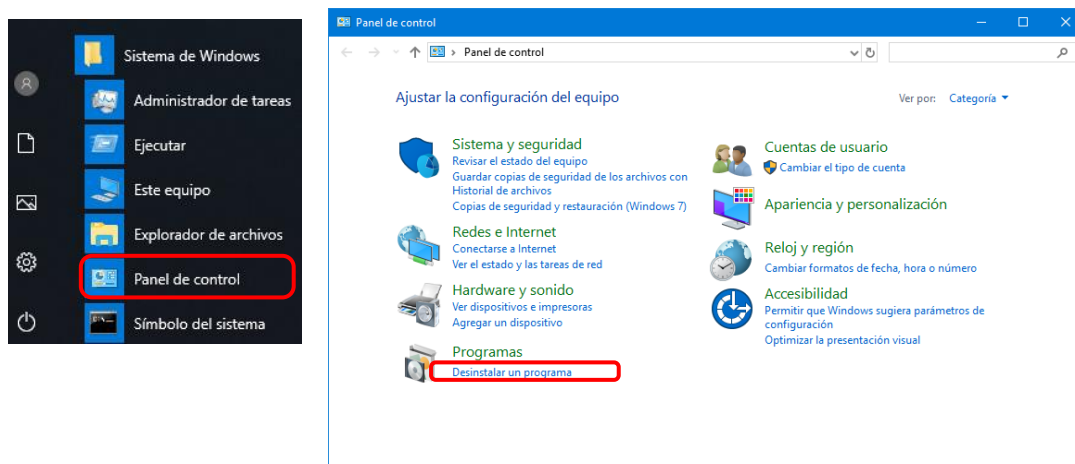 Sistema de Windows
Administrador de tareas
Ejecutar
Este equipo
Explorador de archivos
Panel de control
Símbolo del sistema
Panel de control
Panel de control
Ajustar la configuración del equipo
Ver por: Categoría
Sistema y seguridad
Revisar el estado del equipo
Guardar copias de seguridad de los archivos con
Historial de archivos
Copias de seguridad y restauración (Windows 7)
Redes e Internet
Conectarse a Internet
Ver el estado y las tareas de red
Hardware y sonido
Ver dispositivos e impresoras
Agregar un dispositivo
Programas
Desinstalar un programa
Cuentas de usuario
Cambiar el tipo de cuenta
Apariencia y personalización
Reloj y región
Cambiar formatos de fecha, hora o número
Accesibilidad
Permitir que Windows sugiera parámetros de
configuración
Optimizar la presentación visual